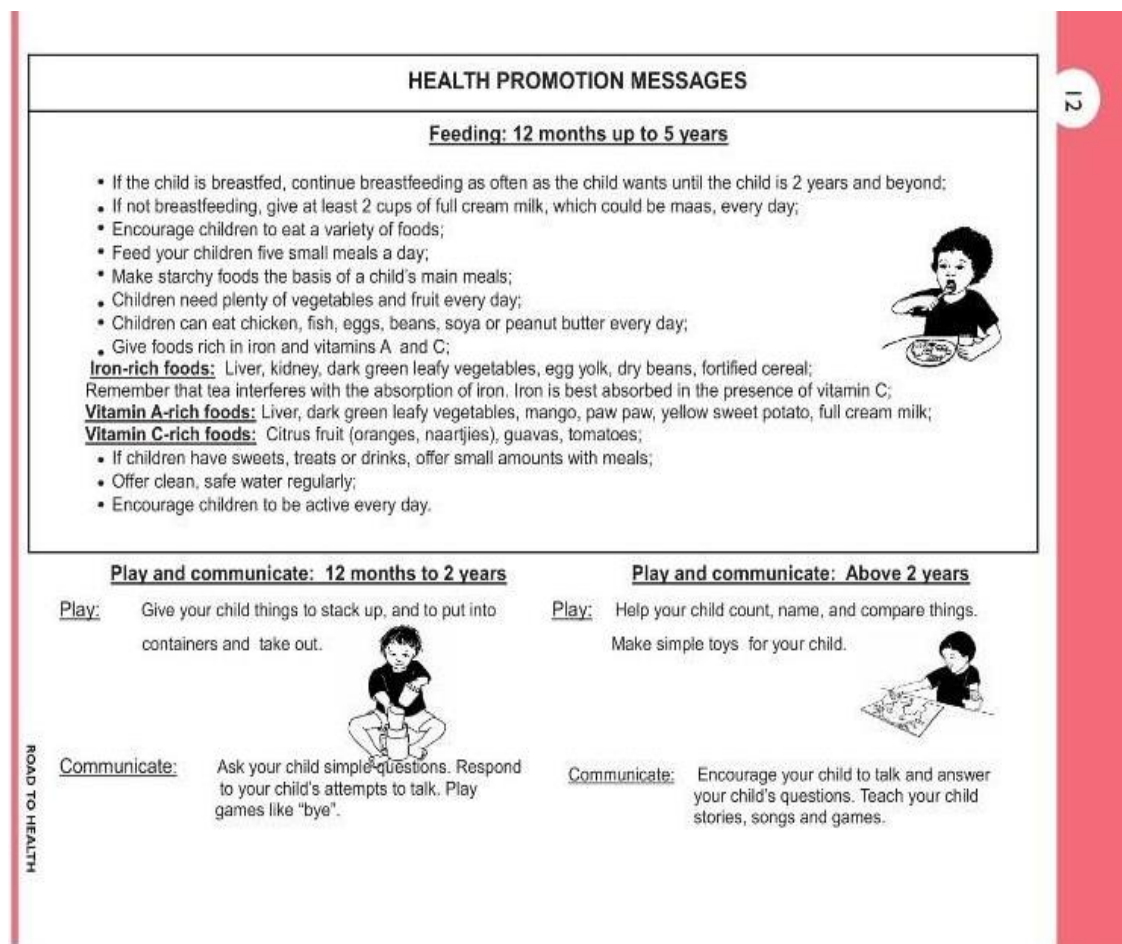 HEALTH PROMOTION MESSAGES
12
Feeding: 12 months up to 5 years
• If the child is breastfed, continue breastfeeding as often as the child wants until the child is 2 years and beyond;
• If not breastfeeding, give at least 2 cups of full cream milk, which could be maas, every day;
• Encourage children to eat a variety of foods;
• Feed your children five small meals a day;
• Make starchy foods the basis of a child's main meals;
• Children need plenty of vegetables and fruit every day;
• Children can eat chicken, fish, eggs, beans, soya or peanut butter every day;
• Give foods rich in iron and vitamins A and C;
Iron-rich foods: Liver, kidney, dark green leafy vegetables, egg yolk, dry beans, fortified cereal;
Remember that tea interferes with the absorption of iron. Iron is best absorbed in the presence of vitamin C;
Vitamin A-rich foods: Liver, dark green leafy vegetables, mango, paw paw, yellow sweet potato, full cream milk;
Vitamin C-rich foods: Citrus fruit (oranges, naartjies), guavas, tomatoes;
• If children have sweets, treats or drinks, offer small amounts with meals;
• Offer clean, safe water regularly;
• Encourage children to be active every day.
Play and communicate: 12 months to 2 years
Play: Give your child things to stack up, and to put into
containers and take out.
Communicate: Ask your child simple questions. Respond
to your child's attempts to talk. Play
games like "bye".
Play and communicate: Above 2 years
Play: Help your child count, name, and compare things.
Make simple toys for your child.
Communicate: Encourage your child to talk and answer
your child's questions. Teach your child
stories, songs and games.
ROAD TO HEALTH